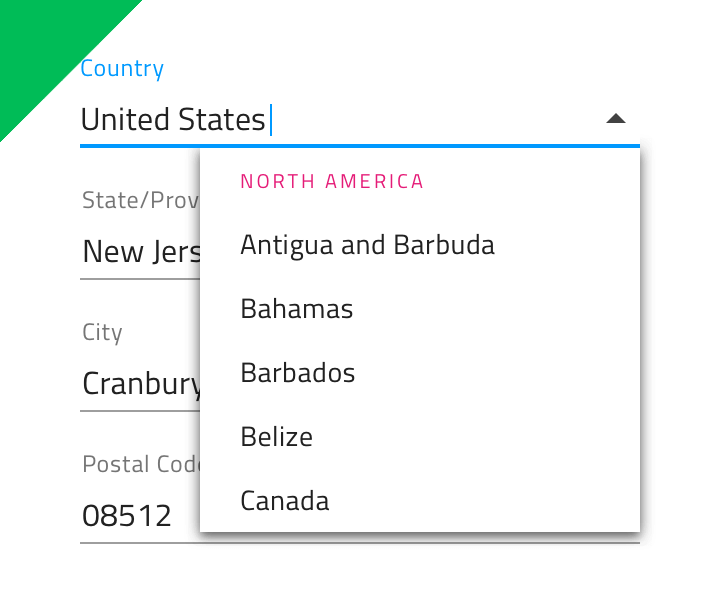 Country
United States
NORTH AMERICA
State/Prov
Antigua and Barbuda
New Jers
Bahamas
City
Barbados
Cranbury
Belize
Postal Code
Canada
08512